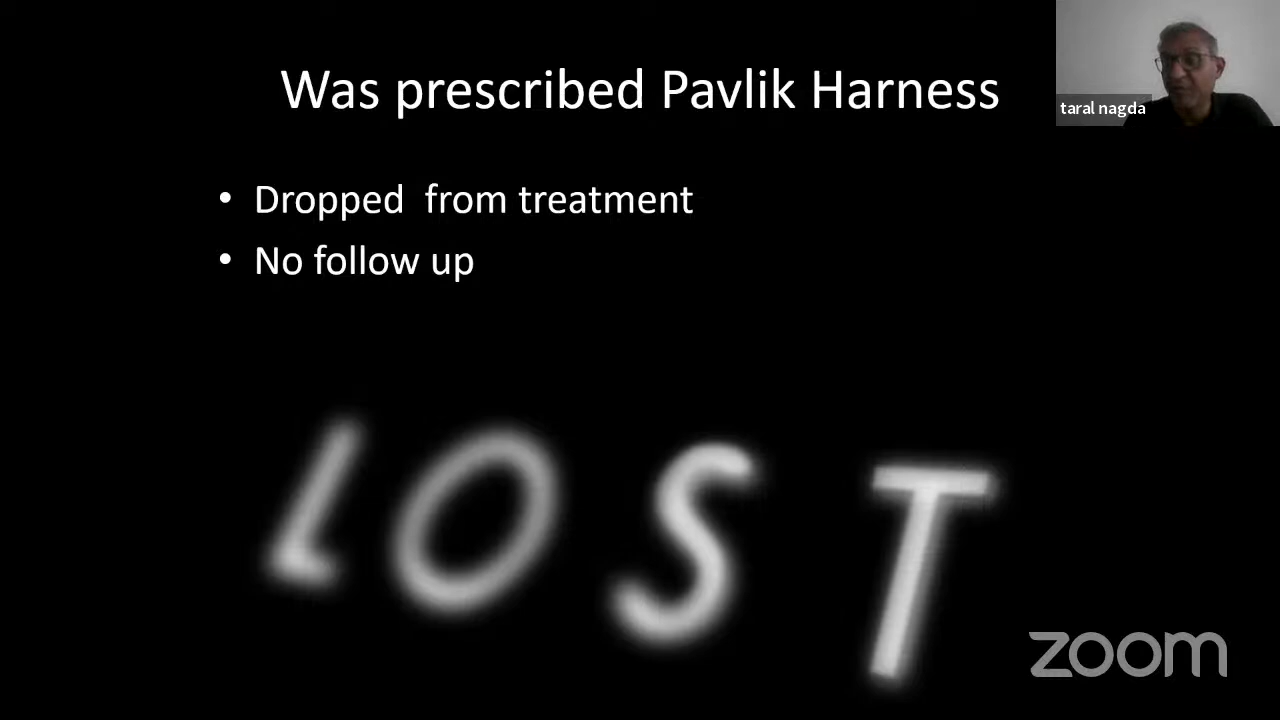 Was prescribed Pavlik Harness
taral nagda
• Dropped from treatment
• No follow up
LOST
zoom